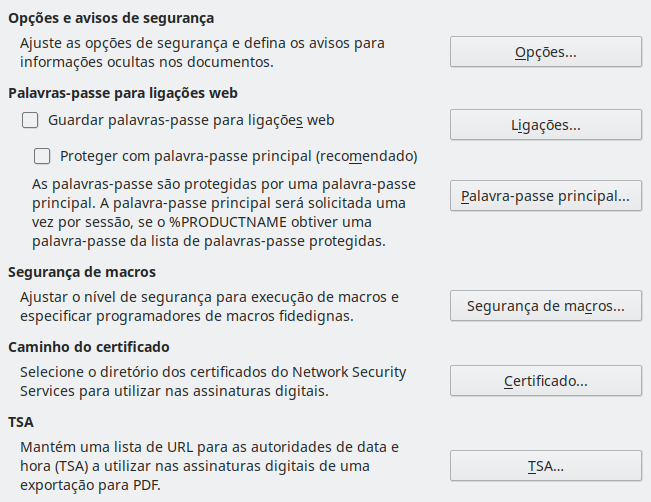 Opções e avisos de segurança
Ajuste as opções de segurança e defina os avisos para
informações ocultas nos documentos.
Opções...
Palavras-passe para ligações web
Guardar palavras-passe para ligações web
Ligações...
Proteger com palavra-passe principal (recomendado)
As palavras-passe são protegidas por uma palavra-passe
principal. A palavra-passe principal será solicitada uma
vez por sessão, se o %PRODUCTNAME obtiver uma
palavra-passe da lista de palavras-passe protegidas.
Palavra-passe principal...
Segurança de macros
Ajustar o nível de segurança para execução de macros e
especificar programadores de macros fidedignas.
Segurança de macros...
Caminho do certificado
Selecione o diretório dos certificados do Network Security
Services para utilizar nas assinaturas digitais.
Certificado...
TSA
Mantém uma lista de URL para as autoridades de data e
hora (TSA) a utilizar nas assinaturas digitais de uma
exportação para PDF.
TSA...